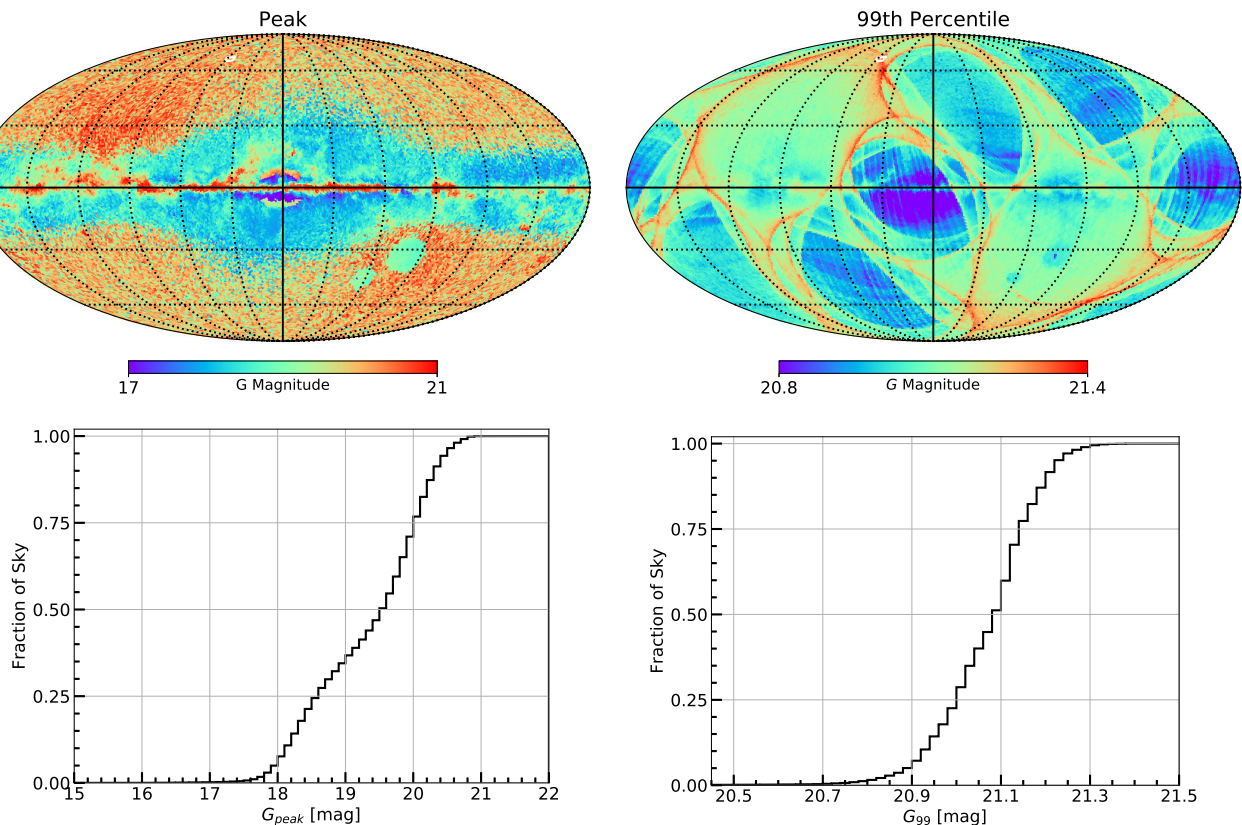 Peak
99th Percentile
17
21
G Magnitude
20.8
21.4
G Magnitude
1.00
0.75
0.50
0.25
0.00
Fraction of Sky
15 16 17 18 19 20 21 22
G_peak [mag]
1.00
0.75
0.50
0.25
0.00
Fraction of Sky
20.5 20.7 20.9 21.1 21.3 21.5
G_99 [mag]